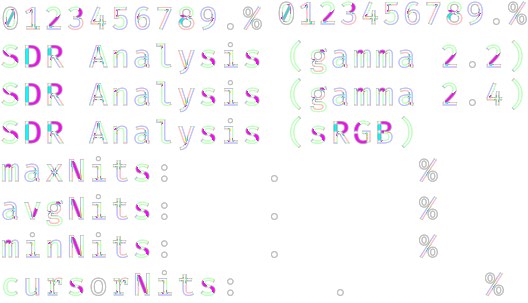 0123456789.% 0123456789.%
SDR Analysis (gamma 2.2)
SDR Analysis (gamma 2.4)
SDR Analysis (sRGB)
maxNits: . %
avgNits: . %
minNits: . %
cursorNits: . %